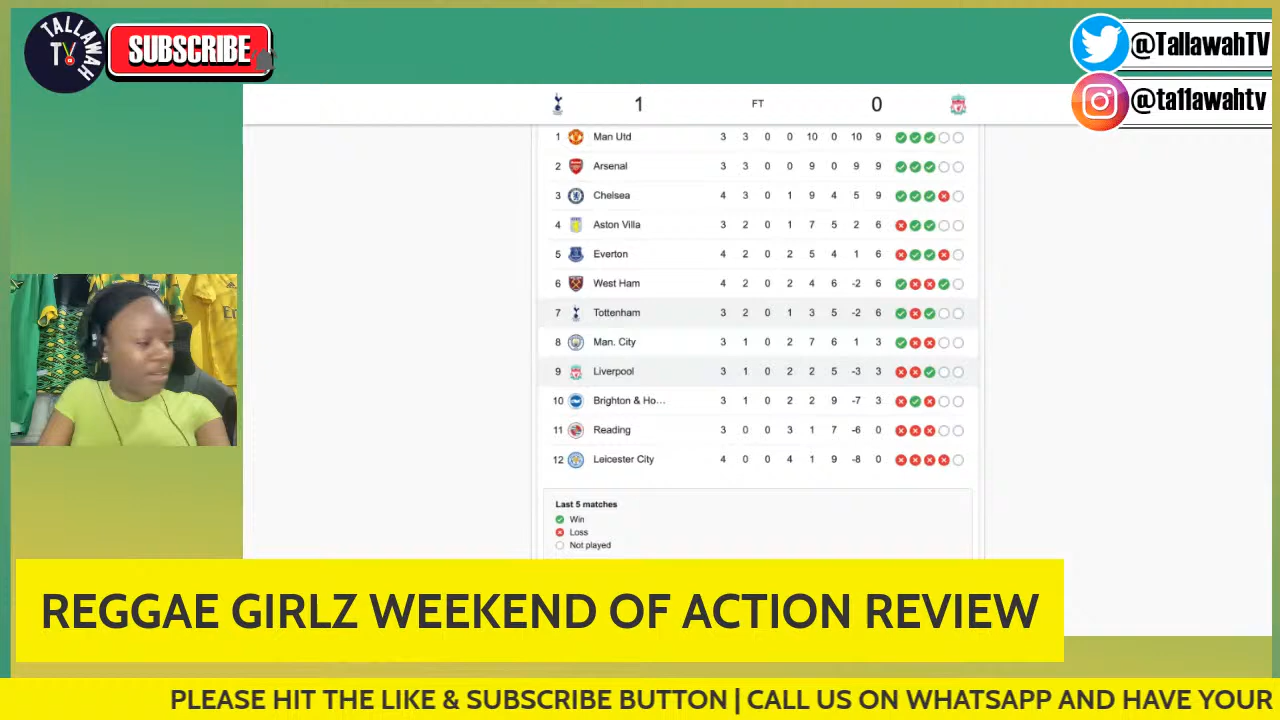 TALLAWAH
TV
SUBSCRIBE
@TallawahTV
@tallawahtv
1 FT 0
1 Man Utd 3 3 0 0 10 0 10 9
2 Arsenal 3 3 0 0 9 0 9 9
3 Chelsea 4 3 0 1 9 4 5 9
4 Aston Villa 3 2 0 1 7 5 2 6
5 Everton 4 2 0 2 5 4 1 6
6 West Ham 4 2 0 2 4 6 -2 6
7 Tottenham 3 2 0 1 3 5 -2 6
8 Man. City 3 1 0 2 7 6 1 3
9 Liverpool 3 1 0 2 2 5 -3 3
10 Brighton & Ho... 3 1 0 2 2 9 -7 3
11 Reading 3 0 0 3 1 7 -6 0
12 Leicester City 4 0 0 4 1 9 -8 0
Last 5 matches
Win
Loss
Not played
REGGAE GIRLZ WEEKEND OF ACTION REVIEW
PLEASE HIT THE LIKE & SUBSCRIBE BUTTON | CALL US ON WHATSAPP AND HAVE YOUR